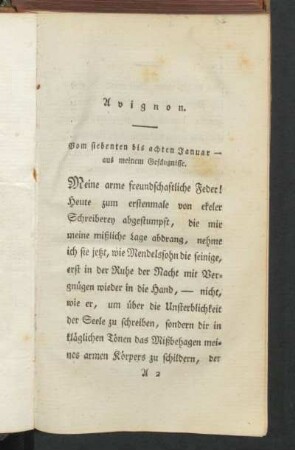 Avignon.
Vom siebenten bis achten Januar —
aus meinem Gefängnisse.
Meine arme freundschaftliche Feder!
Heute zum erstenmale von ekeler
Schreiberey abgestumpft, die mir
meine mißliche Lage abdrang, nehme
ich sie jetzt, wie Mendelssohn die seinige,
erst in der Ruhe der Nacht mit Ver-
gnügen wieder in die Hand, — nicht,
wie er, um über die Unsterblichkeit
der Seele zu schreiben, sondern dir in
kläglichen Tönen das Mißbehagen mei-
nes armen Körpers zu schildern, der
A 2